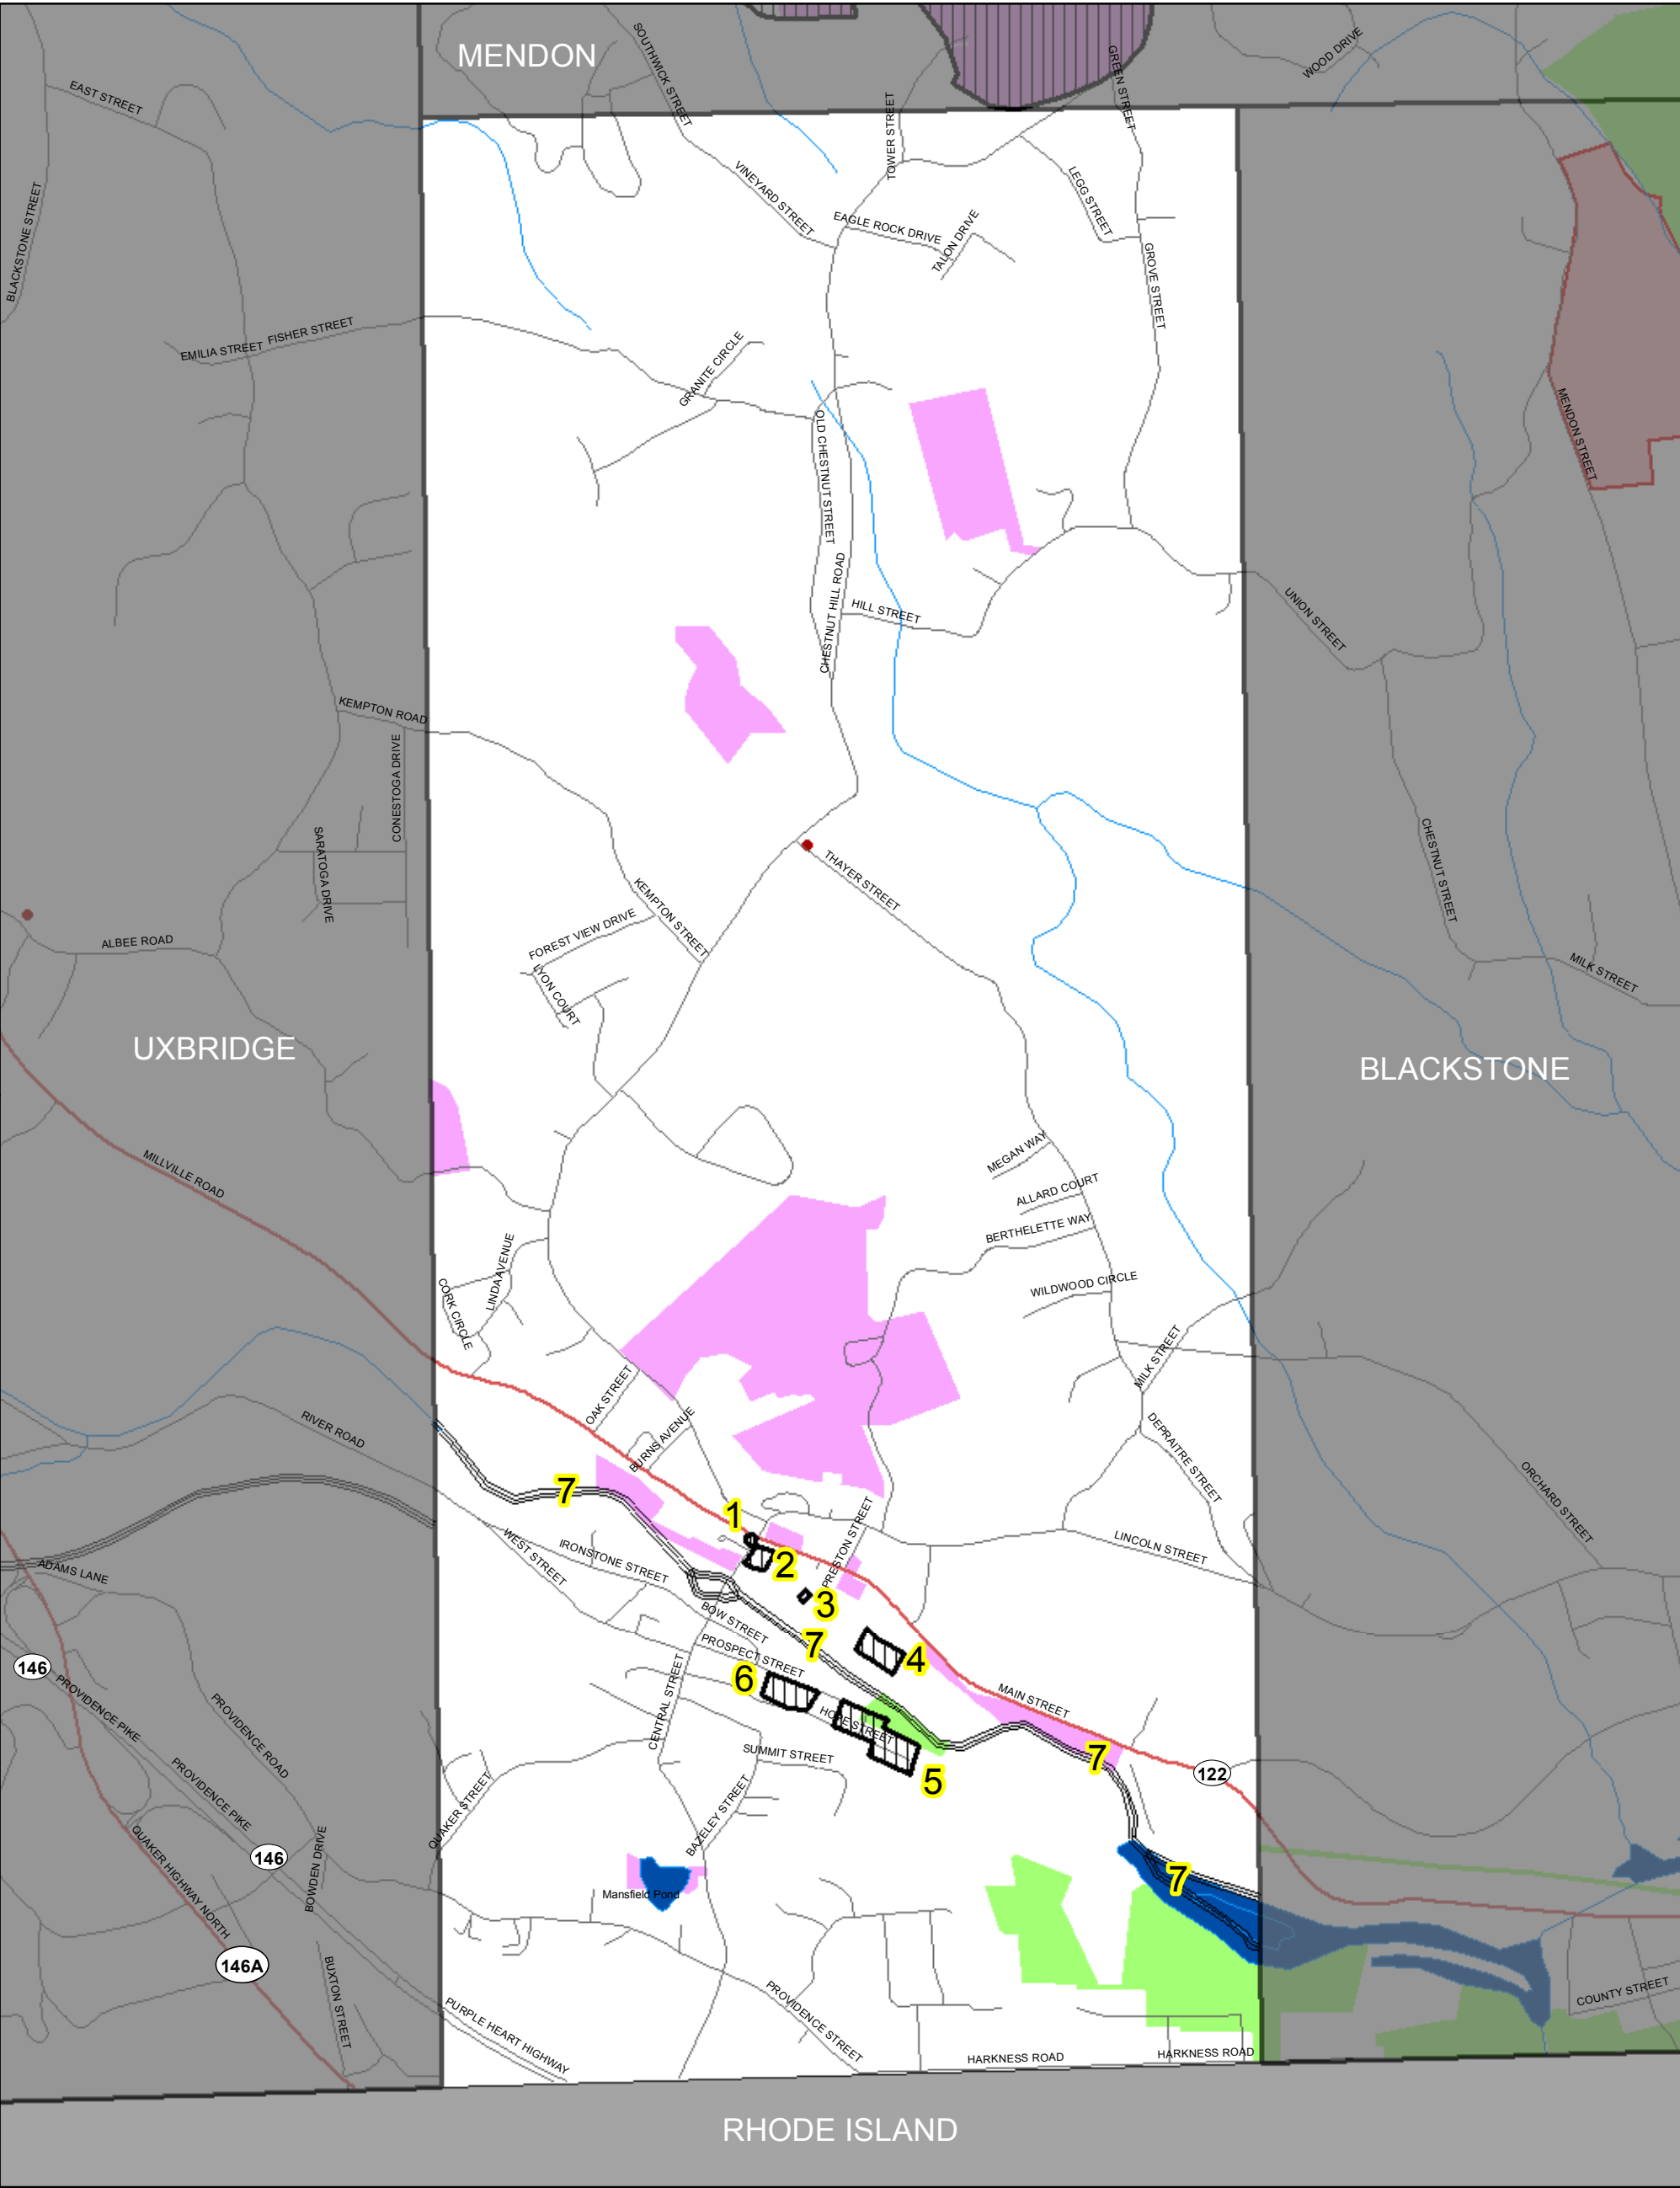 MENDON
SOUTHWICK STREET
WOOD DRIVE
GREEN STREET
EAST STREET
TOWER STREET
VINEYARD STREET
LEGG STREET
BLACKSTONE STREET
EAGLE ROCK DRIVE
TALON DRIVE
GROVE STREET
EMILIA STREET
FISHER STREET
GRANITE CIRCLE
OLD CHESTNUT STREET
MENDON STREET
CHESTNUT HILL ROAD
HILL STREET
UNION STREET
KEMPTON ROAD
CONESTOGA DRIVE
SARATOGA DRIVE
THAYER STREET
CHESTNUT STREET
KEMPTON STREET
FOREST VIEW DRIVE
ALBEE ROAD
LYON COURT
MILK STREET
UXBRIDGE
BLACKSTONE
MILLVILLE ROAD
MEGAN WAY
ALLARD COURT
BERTHELETTE WAY
LINDA AVENUE
CORK CIRCLE
WILDWOOD CIRCLE
MILK STREET
OAK STREET
BURNS AVENUE
RIVER ROAD
DEPRAITRE STREET
ORCHARD STREET
7
1
PRESTON STREET
LINCOLN STREET
WEST STREET
IRONSTONE STREET
2
ADAMS LANE
3
BOW STREET
7
PROSPECT STREET
4
146
6
CENTRAL STREET
MAIN STREET
PROVIDENCE PIKE
PROVIDENCE ROAD
HOPE STREET
SUMMIT STREET
7
122
5
PROVIDENCE PIKE
QUAKER STREET
BAZELEY STREET
QUAKER HIGHWAY NORTH
146
BOWDEN DRIVE
7
Mansfield Pond
146A
BUXTON STREET
PURPLE HEART HIGHWAY
PROVIDENCE STREET
COUNTY STREET
HARKNESS ROAD
HARKNESS ROAD
RHODE ISLAND